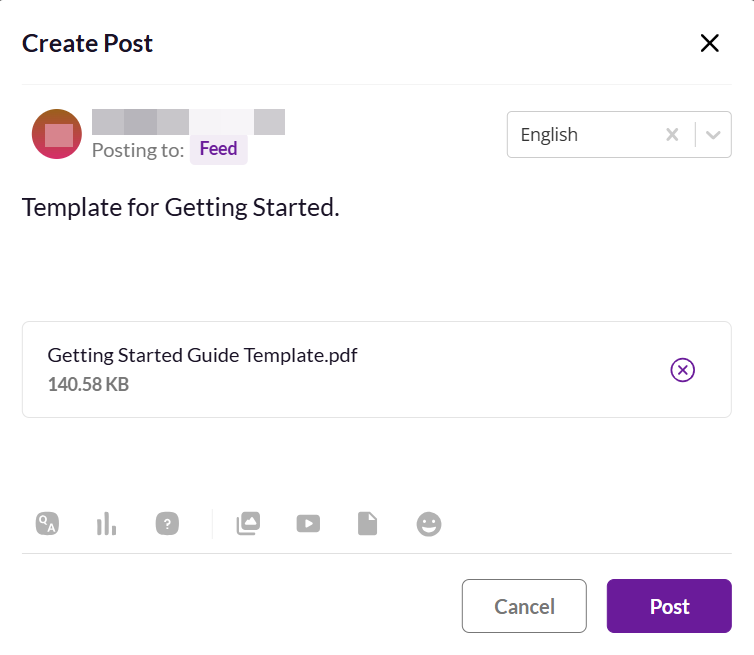 Create Post
Posting to: Feed
English
Template for Getting Started.
Getting Started Guide Template.pdf
140.58 KB
QA
?
Cancel
Post